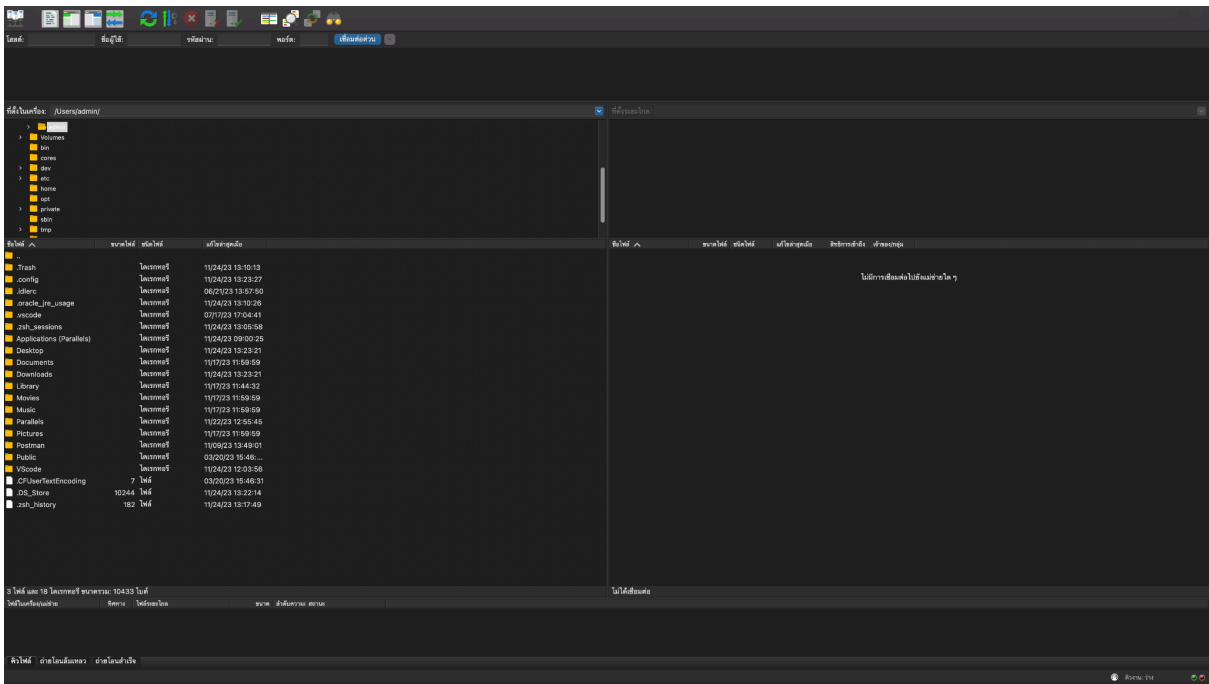 โฮสต์: ชื่อผู้ใช้: รหัสผ่าน: พอร์ต: เชื่อมต่อด่วน
ที่ตั้งในเครื่อง: /Users/admin/
ที่ตั้งระยะไกล:
Volumes
bin
cores
dev
etc
home
opt
private
sbin
tmp
ชื่อไฟล์ ขนาดไฟล์ ชนิดไฟล์ แก้ไขล่าสุดเมื่อ
..
.Trash ไดเรกทอรี 11/24/23 13:10:13
.config ไดเรกทอรี 11/24/23 13:23:27
.idlerc ไดเรกทอรี 06/21/23 13:57:50
.oracle_jre_usage ไดเรกทอรี 11/24/23 13:10:26
.vscode ไดเรกทอรี 07/17/23 17:04:41
.zsh_sessions ไดเรกทอรี 11/24/23 13:05:58
Applications (Parallels) ไดเรกทอรี 11/24/23 09:00:25
Desktop ไดเรกทอรี 11/24/23 13:23:21
Documents ไดเรกทอรี 11/17/23 11:59:59
Downloads ไดเรกทอรี 11/24/23 13:23:21
Library ไดเรกทอรี 11/17/23 11:44:32
Movies ไดเรกทอรี 11/17/23 11:59:59
Music ไดเรกทอรี 11/17/23 11:59:59
Parallels ไดเรกทอรี 11/22/23 12:55:45
Pictures ไดเรกทอรี 11/17/23 11:59:59
Postman ไดเรกทอรี 11/09/23 13:49:01
Public ไดเรกทอรี 03/20/23 15:46:...
VScode ไดเรกทอรี 11/24/23 12:03:56
.CFUserTextEncoding 7 ไฟล์ 03/20/23 15:46:31
.DS_Store 10244 ไฟล์ 11/24/23 13:22:14
.zsh_history 182 ไฟล์ 11/24/23 13:17:49
3 ไฟล์ และ 18 ไดเรกทอรี ขนาดรวม: 10433 ไบต์
ชื่อไฟล์ ขนาดไฟล์ ชนิดไฟล์ แก้ไขล่าสุดเมื่อ สิทธิการเข้าถึง เจ้าของ/กลุ่ม
ไม่มีการเชื่อมต่อไปยังแม่ข่ายใด ๆ
ไม่ได้เชื่อมต่อ
ไฟล์ในเครื่อง/แม่ข่าย ทิศทาง ไฟล์ระยะไกล ขนาด ลำดับความ: สถานะ
คิวไฟล์ ถ่ายโอนล้มเหลว ถ่ายโอนสำเร็จ
คิวงาน: ว่าง